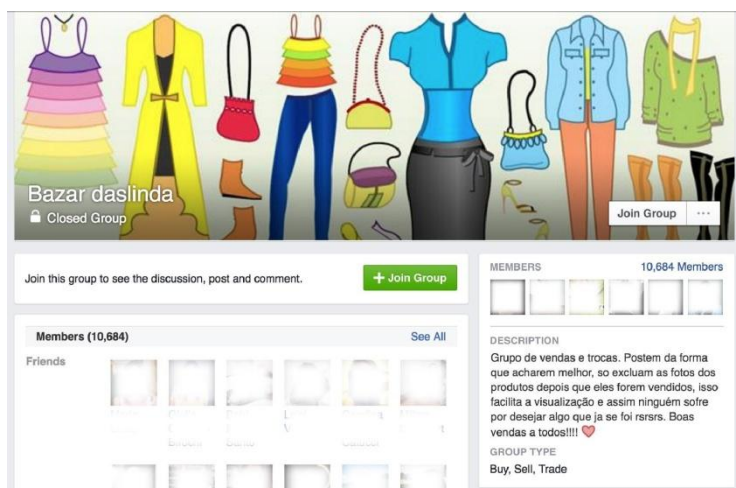 Bazar daslinda
Closed Group
Join Group
Join this group to see the discussion, post and comment.
+ Join Group
Members (10,684)
See All
Friends
MEMBERS
10,684 Members
DESCRIPTION
Grupo de vendas e trocas. Postem da forma
que acharem melhor, so excluam as fotos dos
produtos depois que eles forem vendidos, isso
facilita a visualização e assim ninguém sofre
por desejar algo que ja se foi rsrsrs. Boas
vendas a todos!!!!
GROUP TYPE
Buy, Sell, Trade